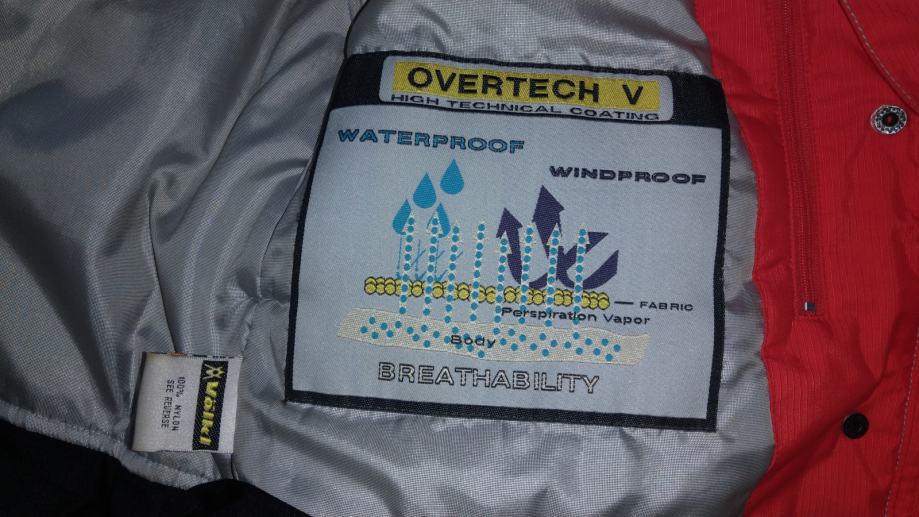 OVERTECH V
HIGH TECHNICAL COATING
WATERPROOF
WINDPROOF
FABRIC
Perspiration Vapor
Body
BREATHABILITY
Völkl
100% NYLON
SEE REVERSE